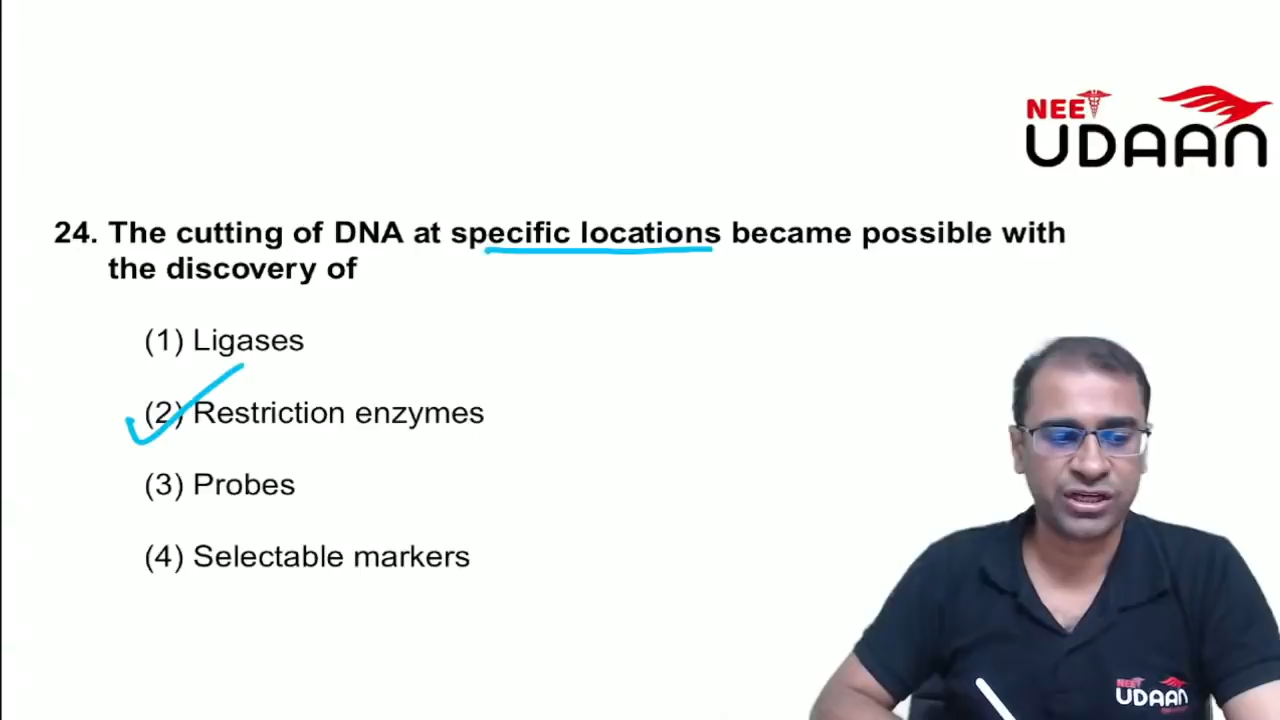 NEET
UDAAN
24. The cutting of DNA at specific locations became possible with
the discovery of
(1) Ligases
(2) Restriction enzymes
(3) Probes
(4) Selectable markers
NEET
UDAAN